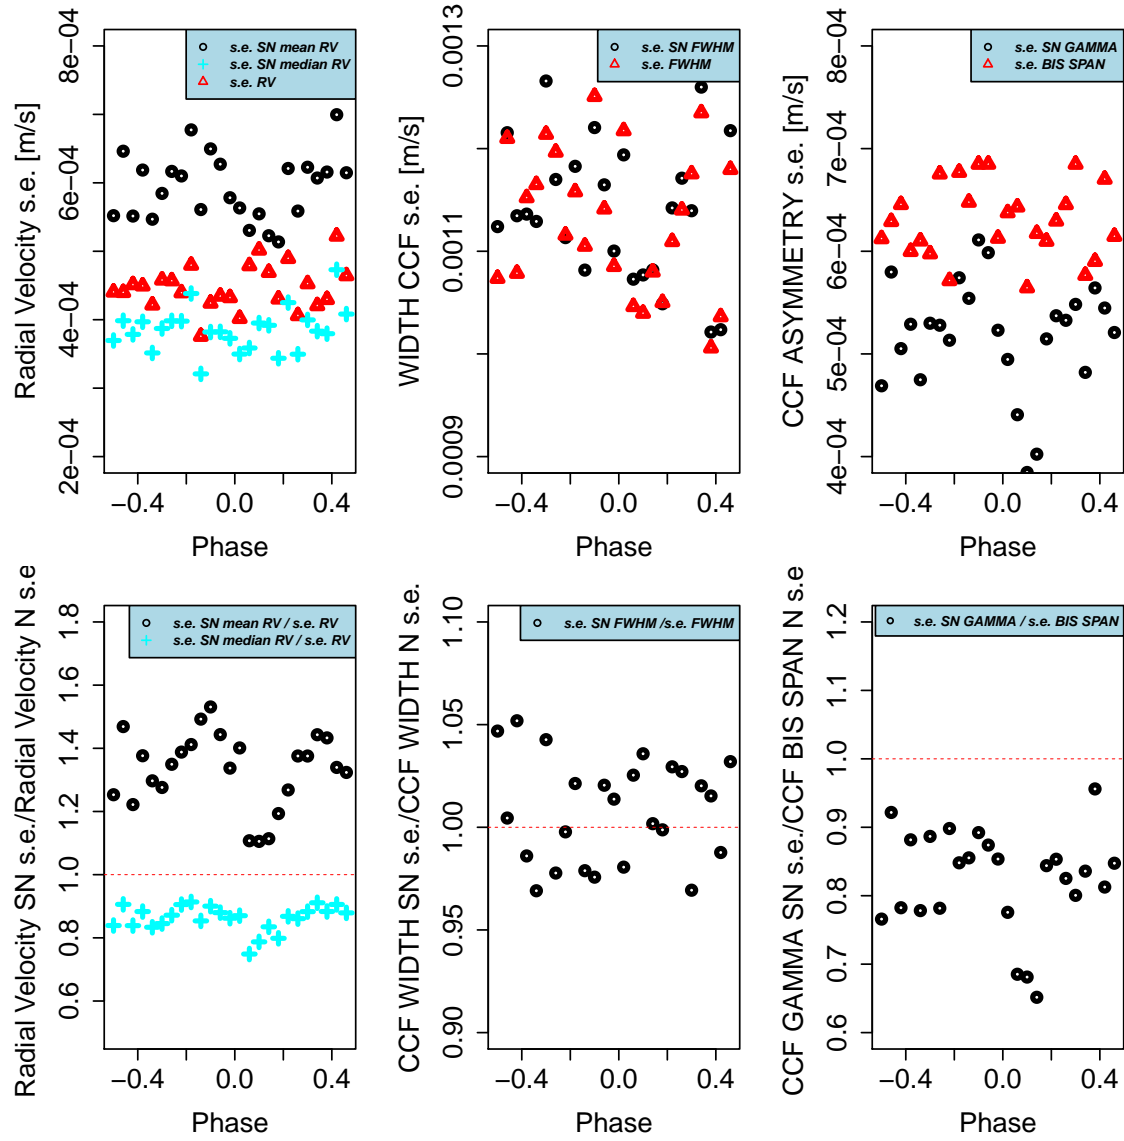 Radial Velocity s.e. [m/s]
8e−04
6e−04
4e−04
2e−04
s.e. SN mean RV
s.e. SN median RV
s.e. RV
−0.4
0.0
0.4
Phase
WIDTH CCF s.e. [m/s]
0.0013
0.0011
0.0009
s.e. SN FWHM
s.e. FWHM
−0.4
0.0
0.4
Phase
CCF ASYMMETRY s.e. [m/s]
8e−04
7e−04
6e−04
5e−04
4e−04
s.e. SN GAMMA
s.e. BIS SPAN
−0.4
0.0
0.4
Phase
Radial Velocity SN s.e./Radial Velocity N s.e
1.8
1.6
1.4
1.2
1.0
0.8
0.6
s.e. SN mean RV / s.e. RV
s.e. SN median RV / s.e. RV
−0.4
0.0
0.4
Phase
CCF WIDTH SN s.e./CCF WIDTH N s.e.
1.10
1.05
1.00
0.95
0.90
s.e. SN FWHM /s.e. FWHM
−0.4
0.0
0.4
Phase
CCF GAMMA SN s.e./CCF BIS SPAN N s.e
1.2
1.1
1.0
0.9
0.8
0.7
0.6
s.e. SN GAMMA / s.e. BIS SPAN
−0.4
0.0
0.4
Phase